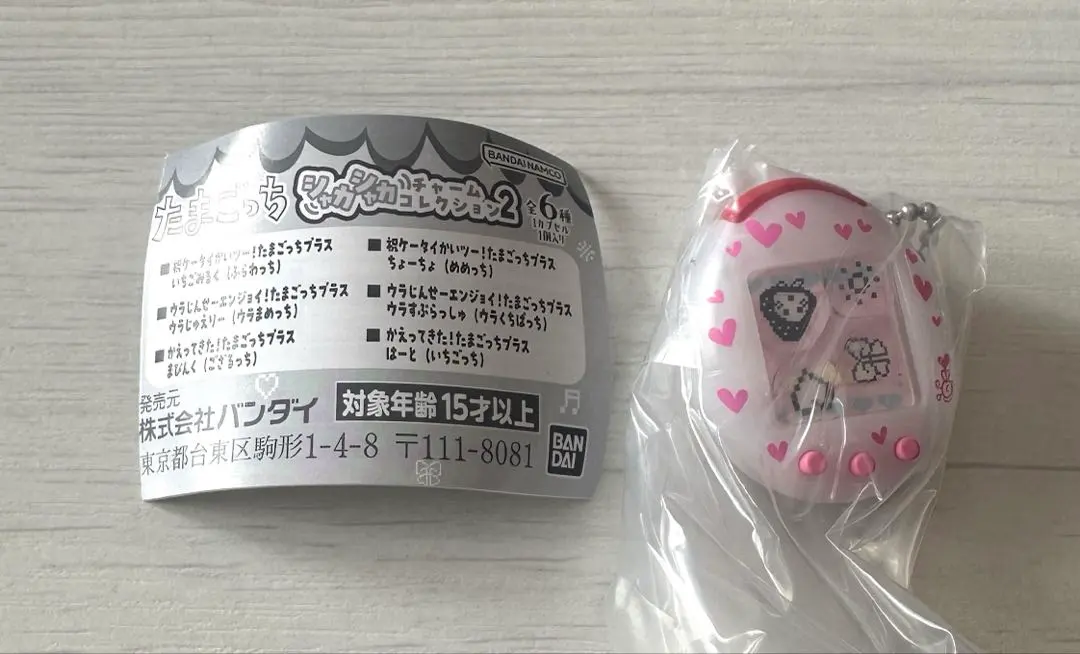 BANDAI NAMCO
たまごっち シャカシャカチャームコレクション2
全6種
1カプセル
1個入り
■ 祝ケータイかいツー!たまごっちプラス
いちごみるく (ふらわっち)
■ ウラじんせーエンジョイ!たまごっちプラス
ウラじゅえりー (ウラまめっち)
■ かえってきた!たまごっちプラス
まぴんく (ござるっち)
■ 祝ケータイかいツー!たまごっちプラス
ちょーちょ (めめっち)
■ ウラじんせーエンジョイ!たまごっちプラス
ウラすぷらっしゅ (ウラくちぱっち)
■ かえってきた!たまごっちプラス
はーと (いちごっち)
発売元
株式会社バンダイ
対象年齢15才以上
東京都台東区駒形1-4-8 〒111-8081
BAN
DAI